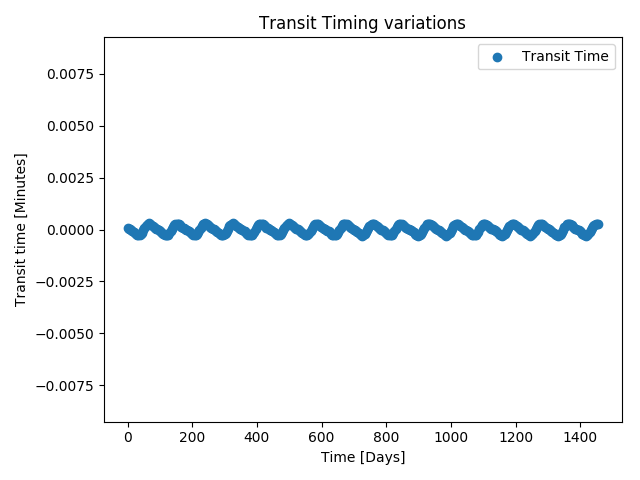 Transit Timing variations
Transit Time
0.0075
0.0050
0.0025
0.0000
−0.0025
−0.0050
−0.0075
Transit time [Minutes]
0 200 400 600 800 1000 1200 1400
Time [Days]